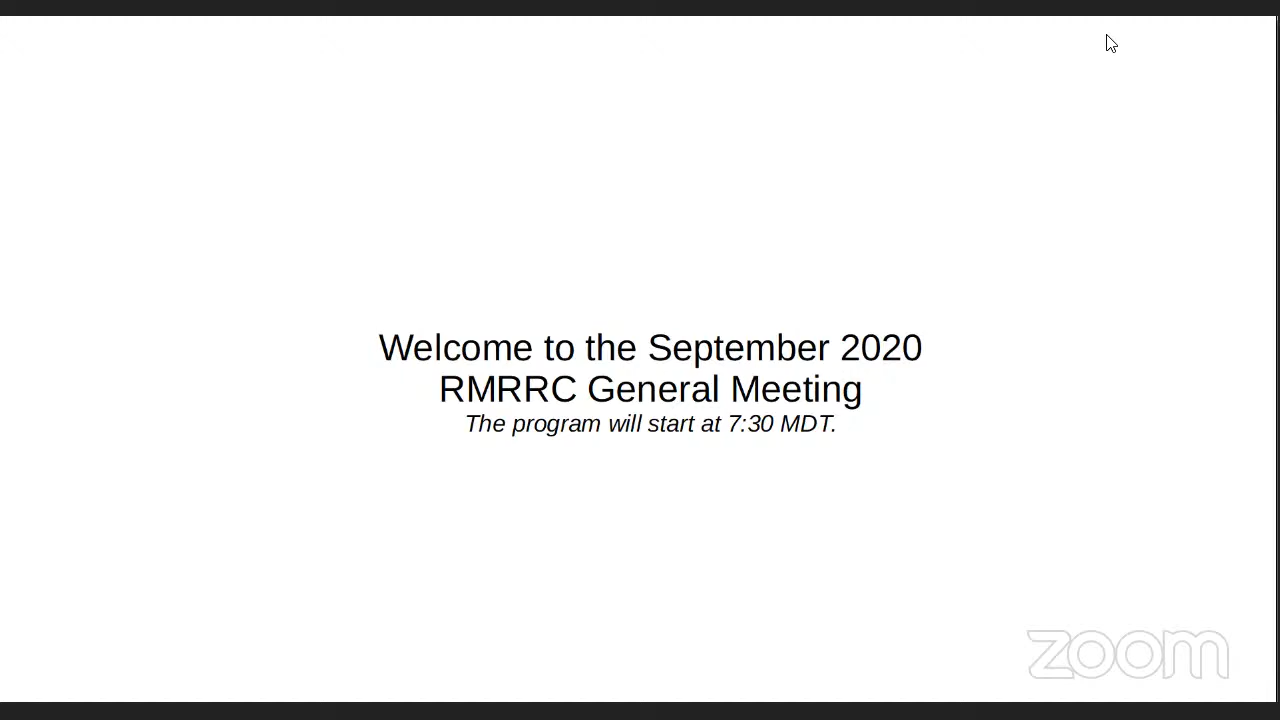 Welcome to the September 2020
RMRRC General Meeting
The program will start at 7:30 MDT.
zoom